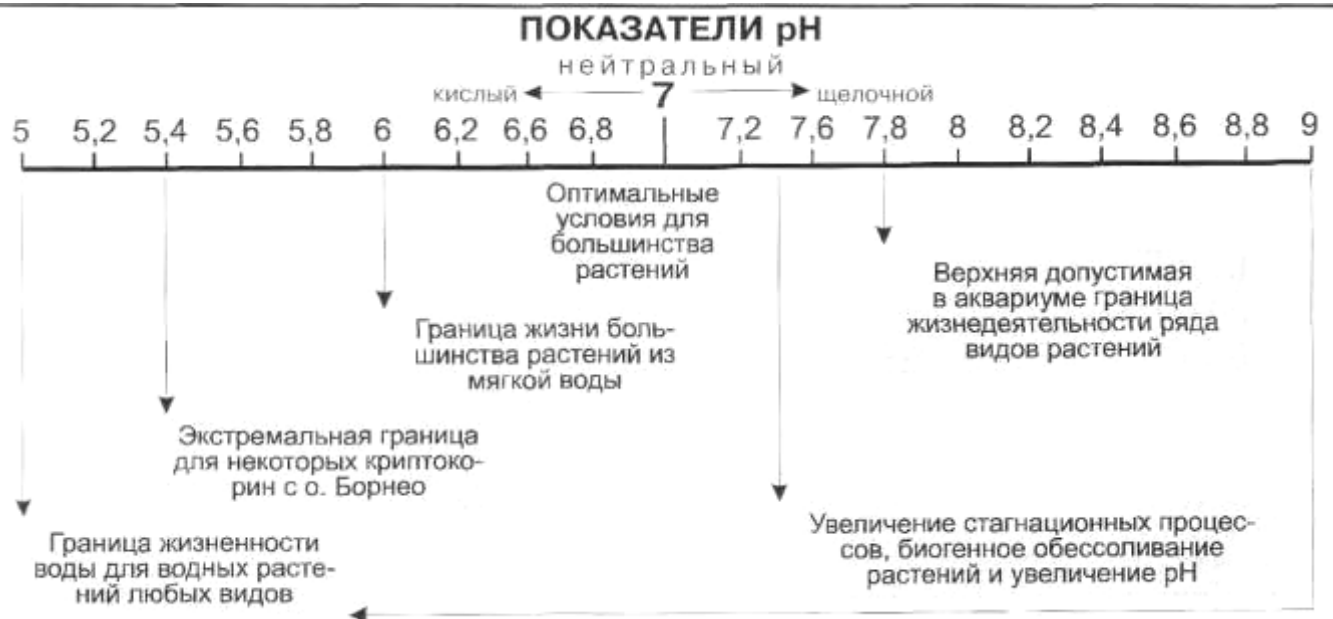 ПОКАЗАТЕЛИ pH
нейтральный
кислый 7 щелочной
5 5,2 5,4 5,6 5,8 6 6,2 6,6 6,8 7,2 7,6 7,8 8 8,2 8,4 8,6 8,8 9
Оптимальные
условия для
большинства
растений
Верхняя допустимая
в аквариуме граница
жизнедеятельности ряда
видов растений
Граница жизни боль-
шинства растений из
мягкой воды
Экстремальная граница
для некоторых криптоко-
рин с о. Борнео
Увеличение стагнационных процес-
сов, биогенное обессоливание
растений и увеличение pH
Граница жизненности
воды для водных расте-
ний любых видов